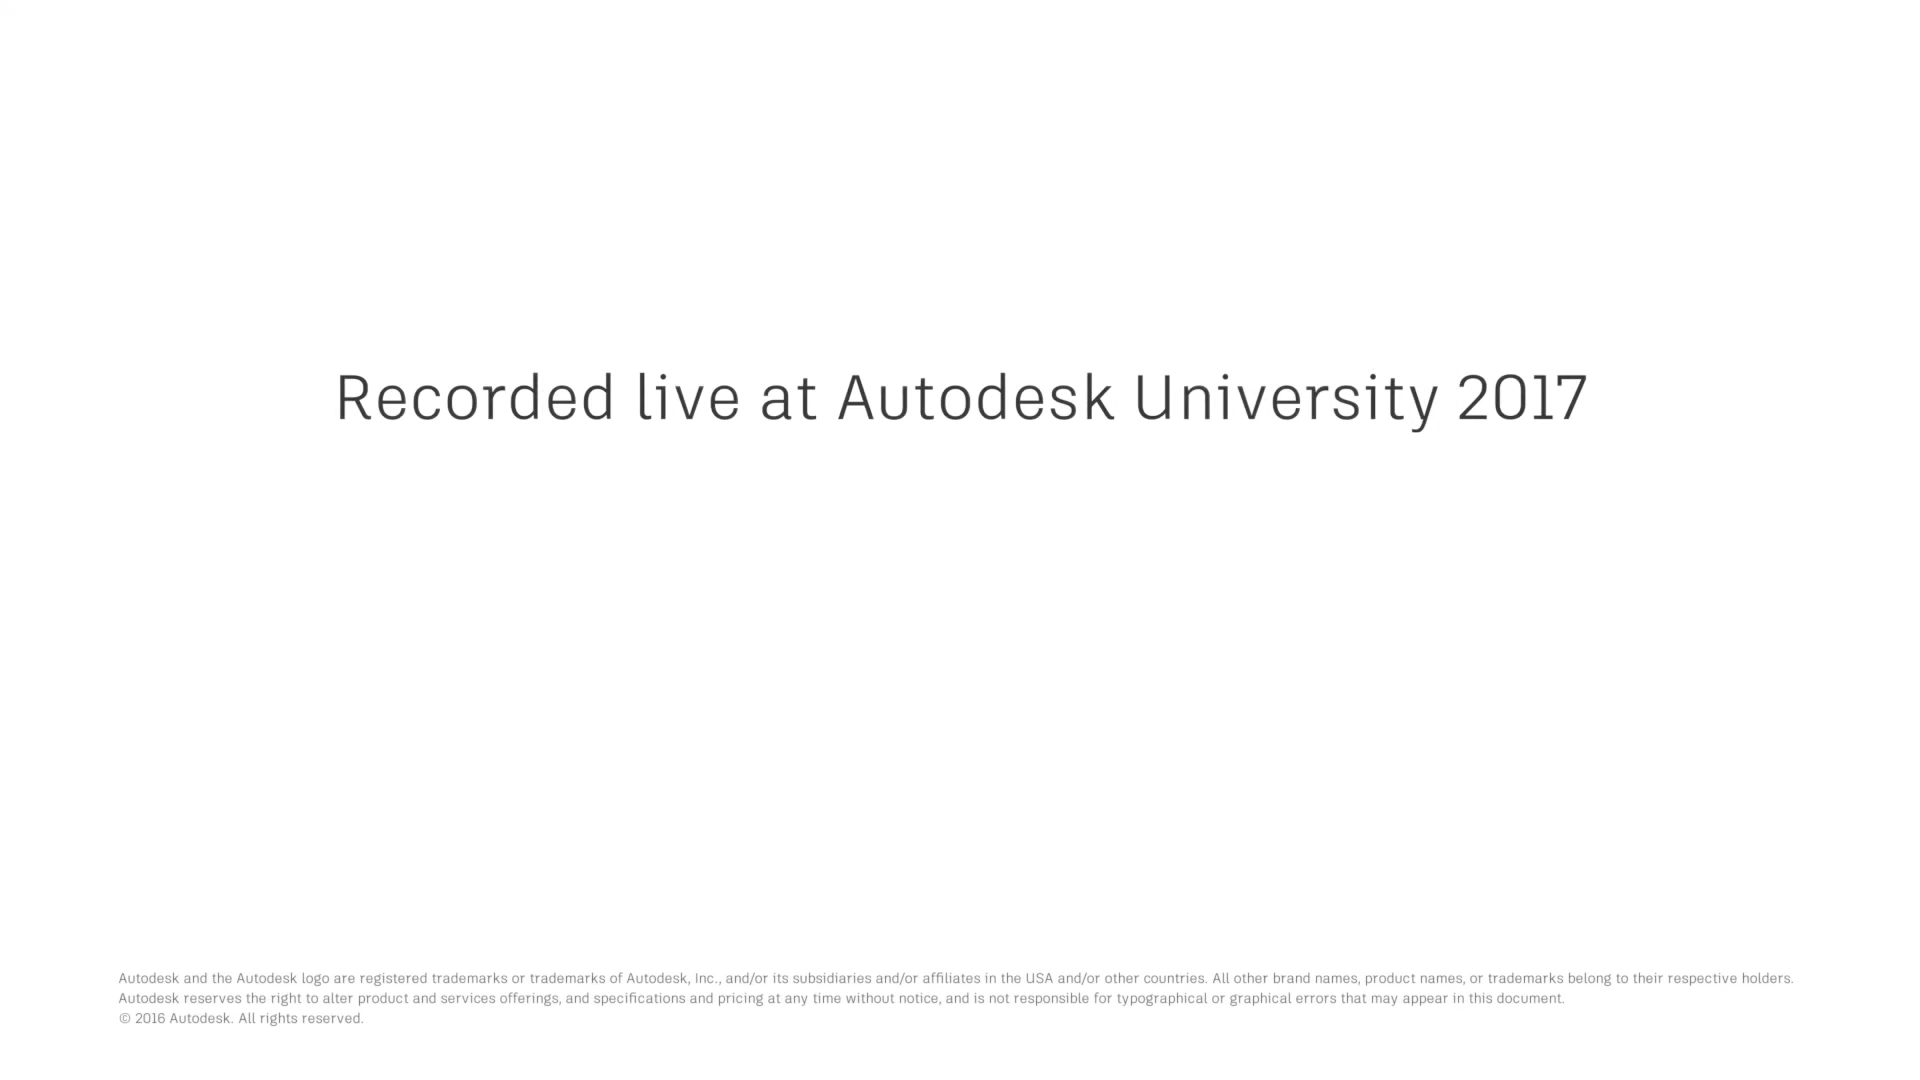 Recorded live at Autodesk University 2017
Autodesk and the Autodesk logo are registered trademarks or trademarks of Autodesk, Inc., and/or its subsidiaries and/or affiliates in the USA and/or other countries. All other brand names, product names, or trademarks belong to their respective holders.
Autodesk reserves the right to alter product and services offerings, and specifications and pricing at any time without notice, and is not responsible for typographical or graphical errors that may appear in this document.
© 2016 Autodesk. All rights reserved.